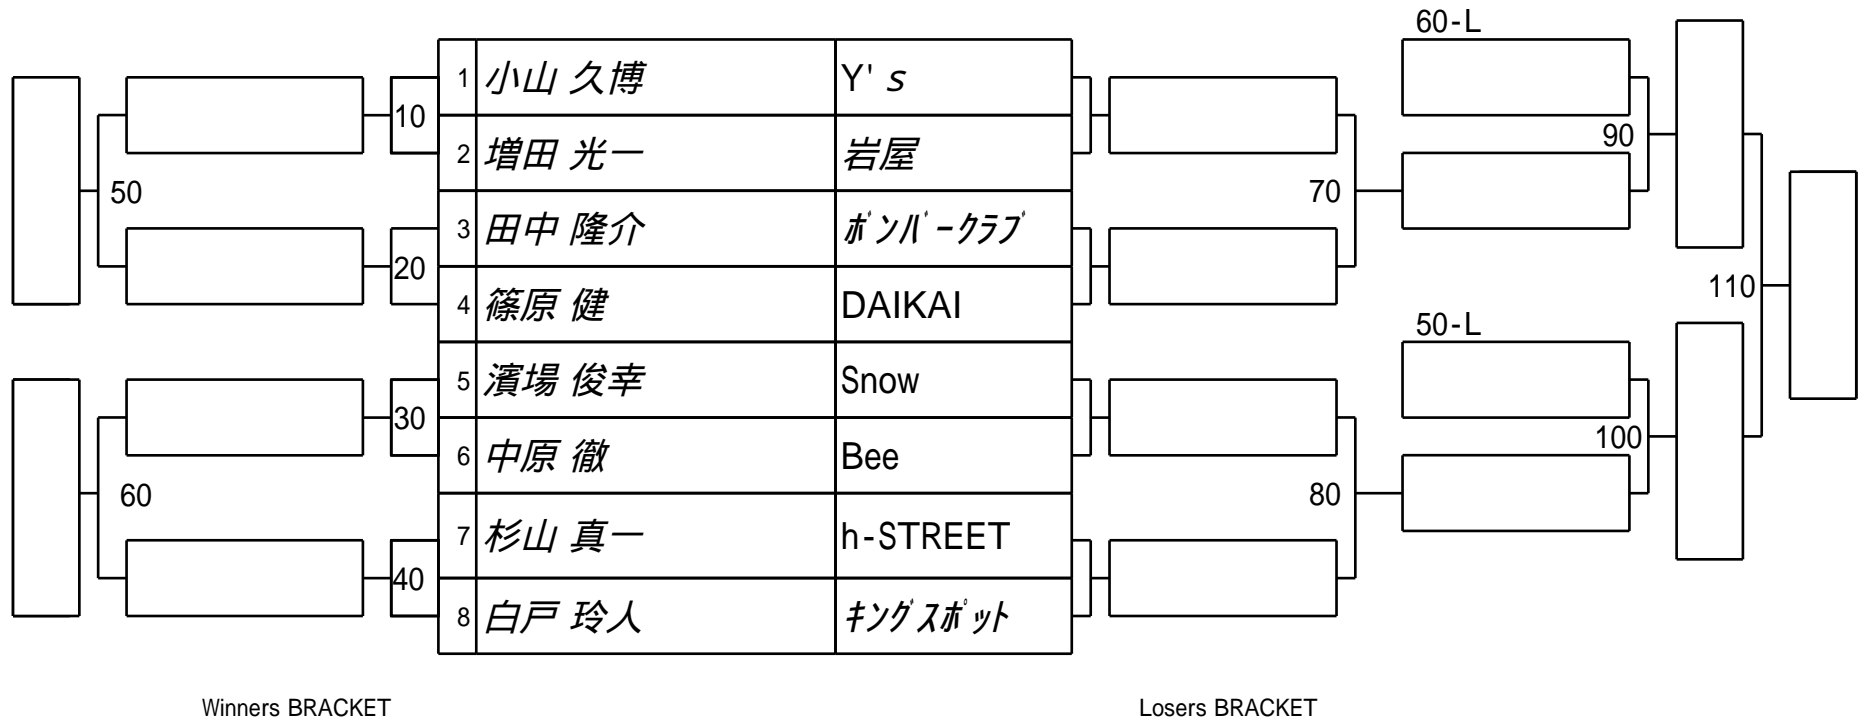 60-L
1 小山 久博 Y's
10
90
2 増田 光一 岩屋
50
70
3 田中 隆介 ボンバークラブ
20
4 篠原 健 DAIKAI
110
50-L
5 濱場 俊幸 Snow
30
100
6 中原 徹 Bee
60
80
7 杉山 真一 h-STREET
40
8 白戸 玲人 キングスポット
Winners BRACKET
Losers BRACKET